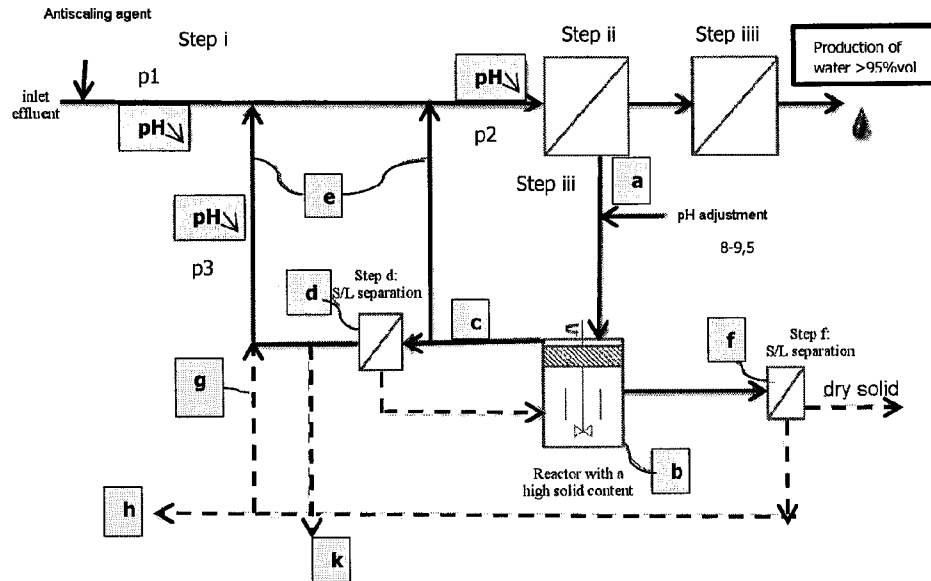 Antiscaling agent
Step i
Step ii
Step iiii
Production of
water >95%vol
p1
pH
inlet
effluent
pH
p2
Step iii
a
e
pH
pH adjustment
p3
8-9,5
Step d:
S/L separation
d
c
f
Step f:
S/L separation
g
dry solid
Reactor with a
high solid content
b
h
k